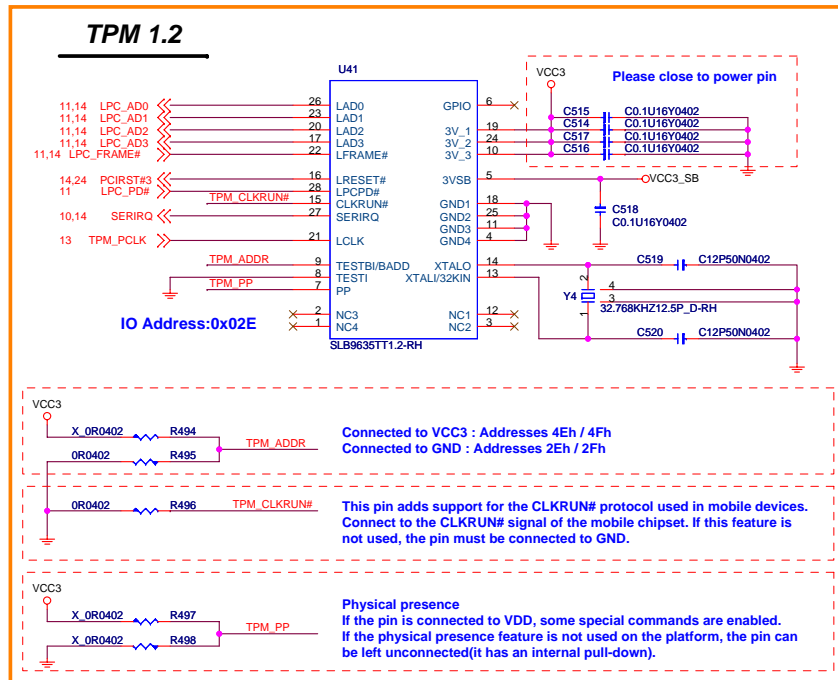 TPM 1.2
U41
11,14 LPC_AD0 26 LAD0 GPIO 6
11,14 LPC_AD1 23 LAD1
11,14 LPC_AD2 20 LAD2 3V_1 19
11,14 LPC_AD3 17 LAD3 3V_2 24
11,14 LPC_FRAME# 22 LFRAME# 3V_3 10
14,24 PCIRST#3 16 LRESET# 3VSB 5 VCC3_SB
11 LPC_PD# 28 LPCPD#
TPM_CLKRUN# 15 CLKRUN# GND1 18
10,14 SERIRQ 27 SERIRQ GND2 25
GND3 11
13 TPM_PCLK 21 LCLK GND4 4
TPM_ADDR 9 TESTBI/BADD XTALO 14
8 TESTI XTALI/32KIN 13
TPM_PP 7 PP
2 NC3 NC1 12
1 NC4 NC2 3
SLB9635TT1.2-RH
IO Address:0x02E
VCC3
Please close to power pin
C515 C0.1U16Y0402
C514 C0.1U16Y0402
C517 C0.1U16Y0402
C516 C0.1U16Y0402
C518
C0.1U16Y0402
C519 C12P50N0402
2 4
Y4 3
1 32.768KHZ12.5P_D-RH
C520 C12P50N0402
VCC3
X_0R0402 R494
TPM_ADDR
0R0402 R495
Connected to VCC3 : Addresses 4Eh / 4Fh
Connected to GND : Addresses 2Eh / 2Fh
0R0402 R496 TPM_CLKRUN#
This pin adds support for the CLKRUN# protocol used in mobile devices.
Connect to the CLKRUN# signal of the mobile chipset. If this feature is
not used, the pin must be connected to GND.
VCC3
X_0R0402 R497
TPM_PP
X_0R0402 R498
Physical presence
If the pin is connected to VDD, some special commands are enabled.
If the physical presence feature is not used on the platform, the pin can
be left unconnected(it has an internal pull-down).